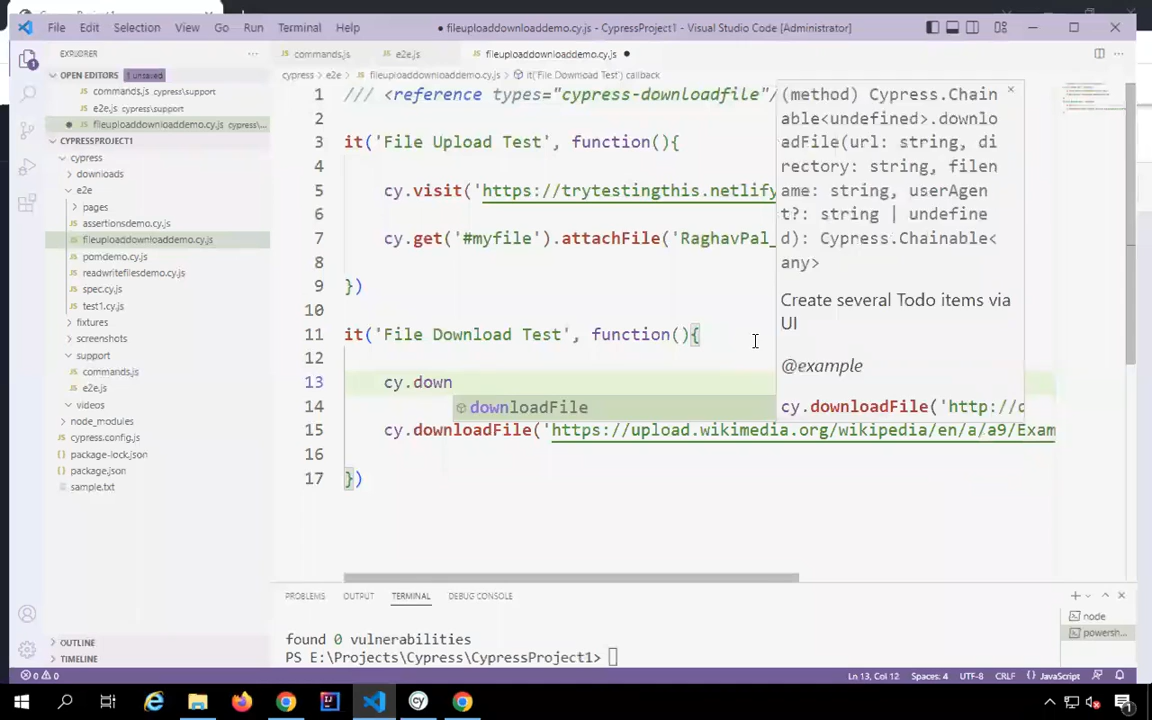 File Edit Selection View Go Run Terminal Help
● fileuploaddownloaddemo.cy.js - CypressProject1 - Visual Studio Code [Administrator]
EXPLORER
OPEN EDITORS 1 unsaved
commands.js cypress\support
e2e.js cypress\support
● fileuploaddownloaddemo.cy.js cypress\...
CYPRESSPROJECT1
cypress
downloads
e2e
pages
assertionsdemo.cy.js
fileuploaddownloaddemo.cy.js
pomdemo.cy.js
readwritefilesdemo.cy.js
spec.cy.js
test1.cy.js
fixtures
screenshots
support
commands.js
e2e.js
videos
node_modules
cypress.config.js
package-lock.json
package.json
sample.txt
OUTLINE
TIMELINE
commands.js e2e.js fileuploaddownloaddemo.cy.js ●
cypress > e2e > fileuploaddownloaddemo.cy.js > it('File Download Test') callback
1 /// <reference types="cypress-downloadfile"/
2
3 it('File Upload Test', function(){
4
5 cy.visit('https://trytestingthis.netlify
6
7 cy.get('#myfile').attachFile('RaghavPal_
8
9 })
10
11 it('File Download Test', function(){
12
13 cy.down
downloadFile
14
15 cy.downloadFile('https://upload.wikimedia.org/wikipedia/en/a/a9/Exam
16
17 })
(method) Cypress.Chain
able<undefined>.downlo
adFile(url: string, di
rectory: string, filen
ame: string, userAgen
t?: string | undefine
d): Cypress.Chainable<
any>
Create several Todo items via
UI
@example
cy.downloadFile('http://d
PROBLEMS OUTPUT TERMINAL DEBUG CONSOLE
found 0 vulnerabilities
PS E:\Projects\Cypress\CypressProject1>
node
powersh...
0 0
Ln 13, Col 12 Spaces: 4 UTF-8 CRLF {} JavaScript